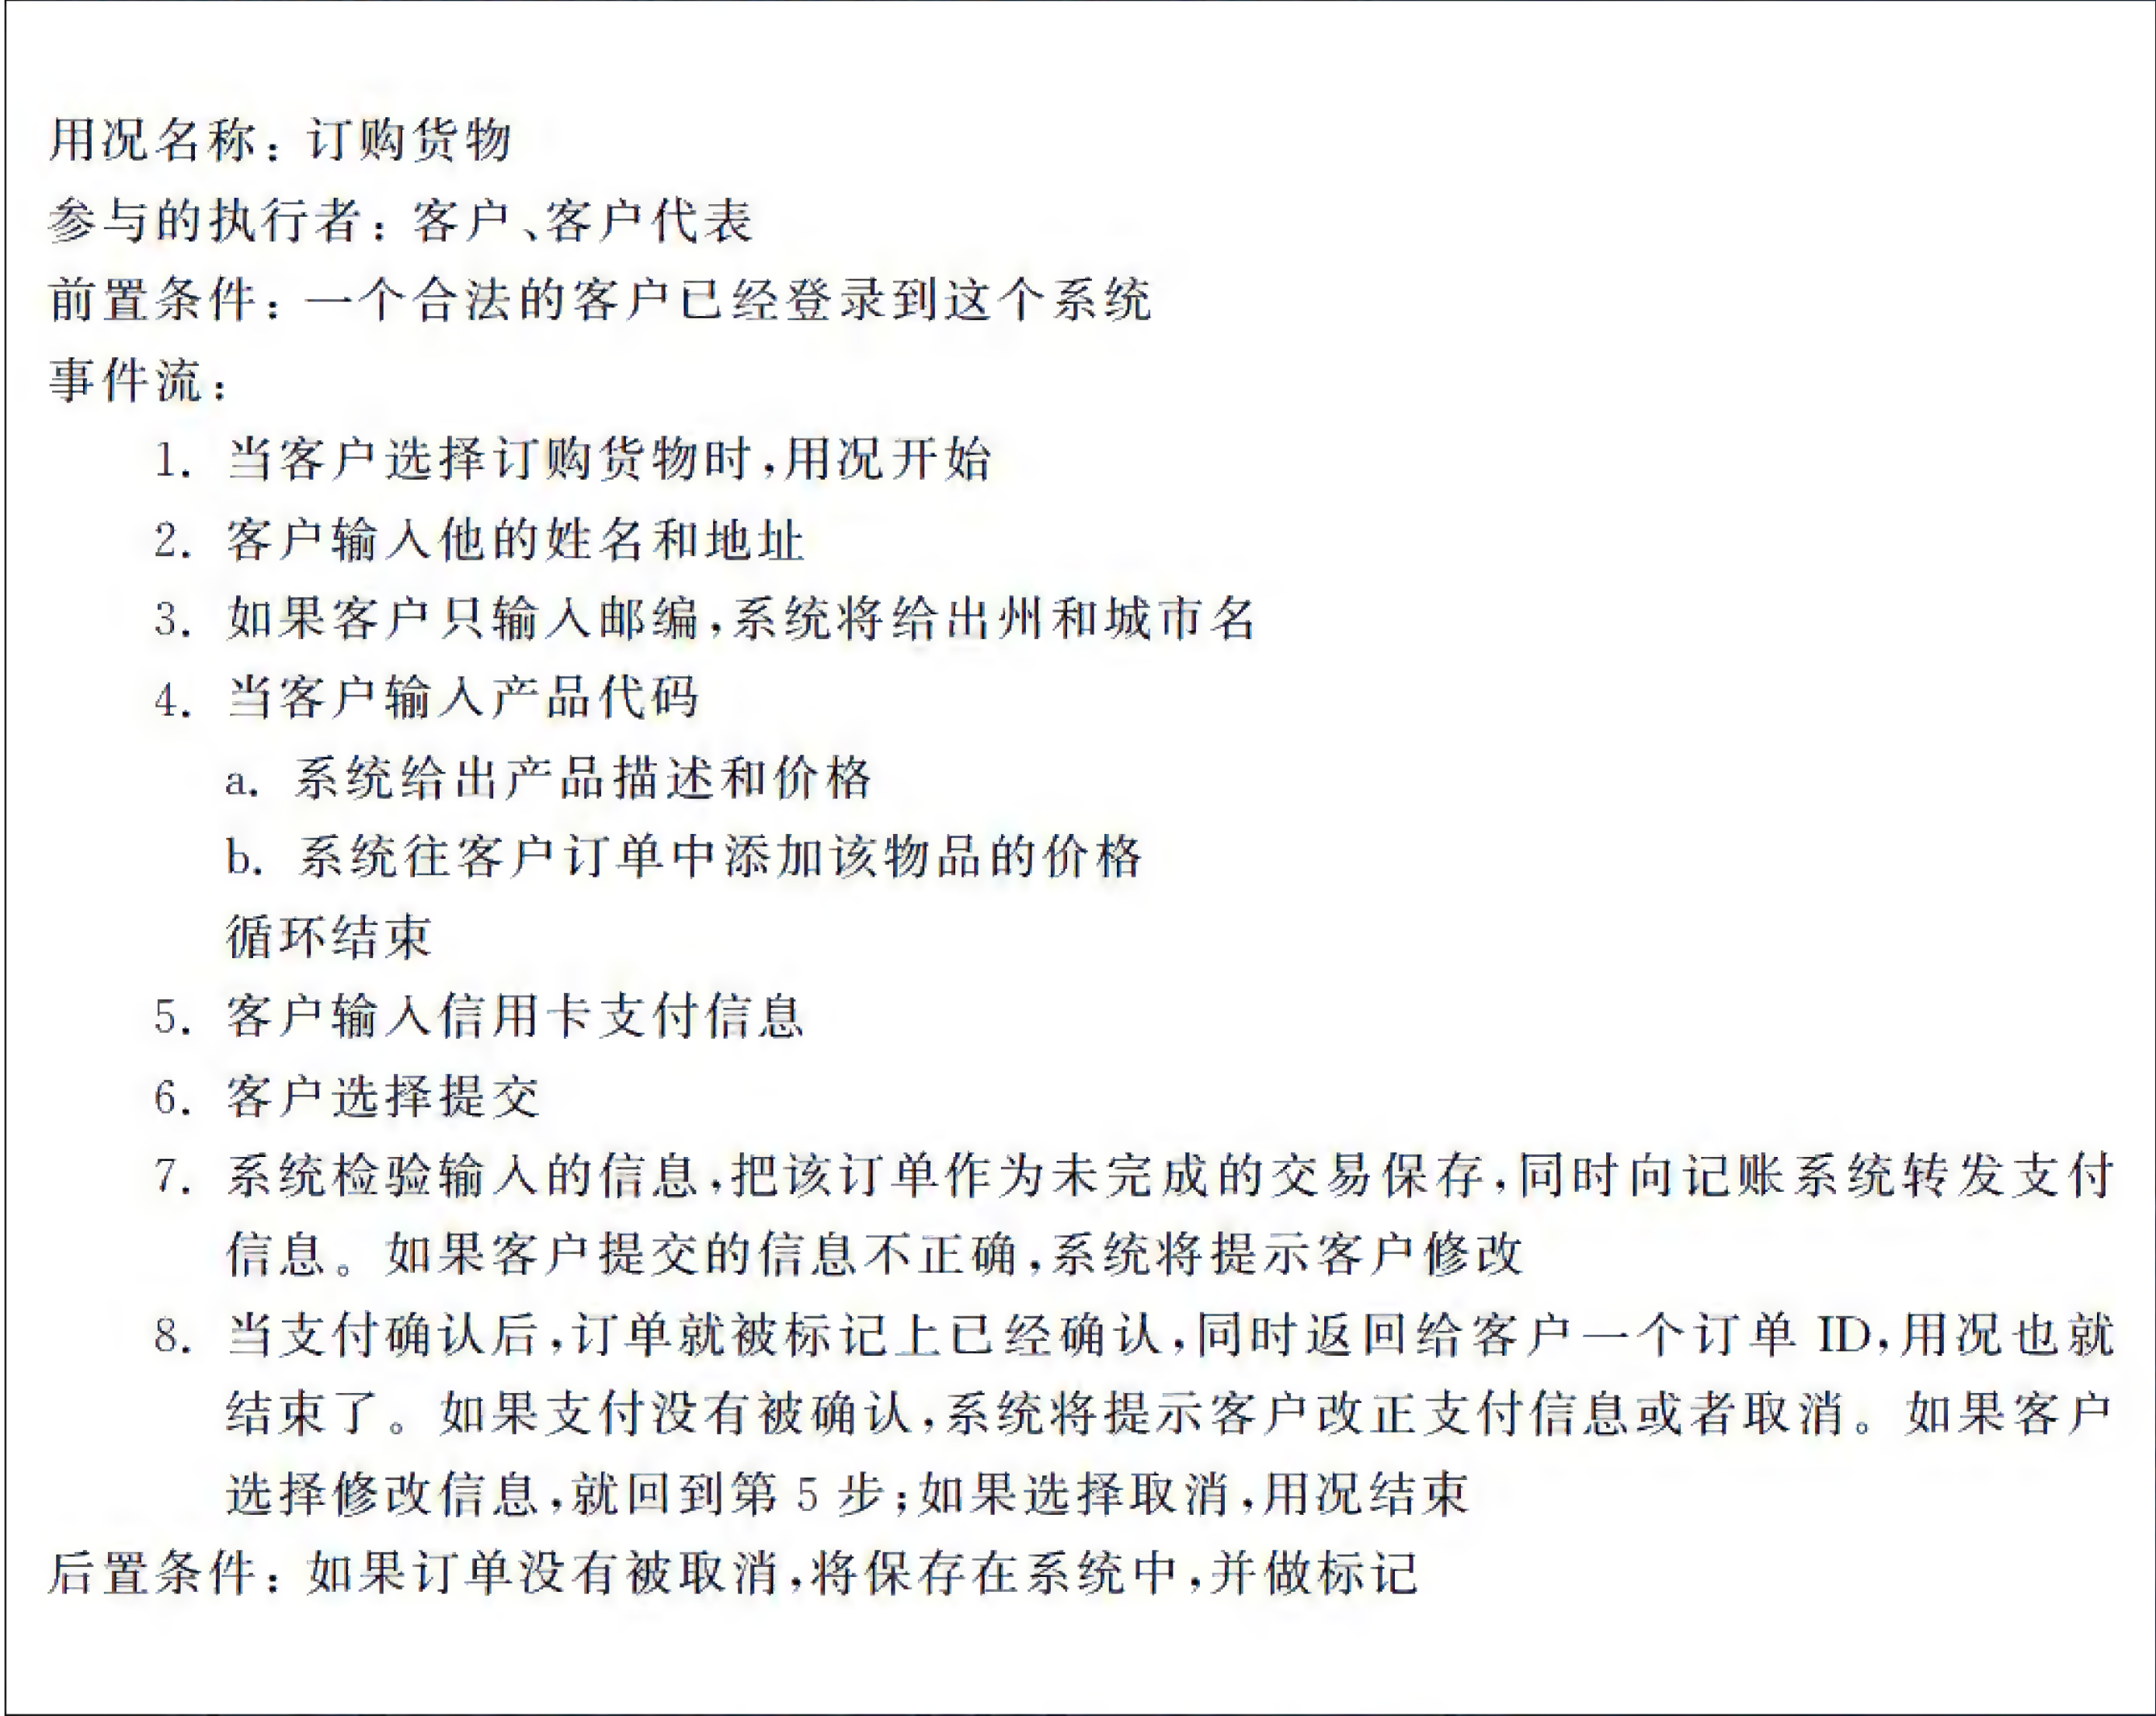 用况名称：订购货物
参与的执行者：客户、客户代表
前置条件：一个合法的客户已经登录到这个系统
事件流：
1. 当客户选择订购货物时,用况开始
2. 客户输入他的姓名和地址
3. 如果客户只输入邮编,系统将给出州和城市名
4. 当客户输入产品代码
a. 系统给出产品描述和价格
b. 系统往客户订单中添加该物品的价格
循环结束
5. 客户输入信用卡支付信息
6. 客户选择提交
7. 系统检验输入的信息,把该订单作为未完成的交易保存,同时向记账系统转发支付
信息。如果客户提交的信息不正确,系统将提示客户修改
8. 当支付确认后,订单就被标记上已经确认,同时返回给客户一个订单 ID,用况也就
结束了。如果支付没有被确认,系统将提示客户改正支付信息或者取消。如果客户
选择修改信息,就回到第 5 步;如果选择取消,用况结束
后置条件：如果订单没有被取消,将保存在系统中,并做标记